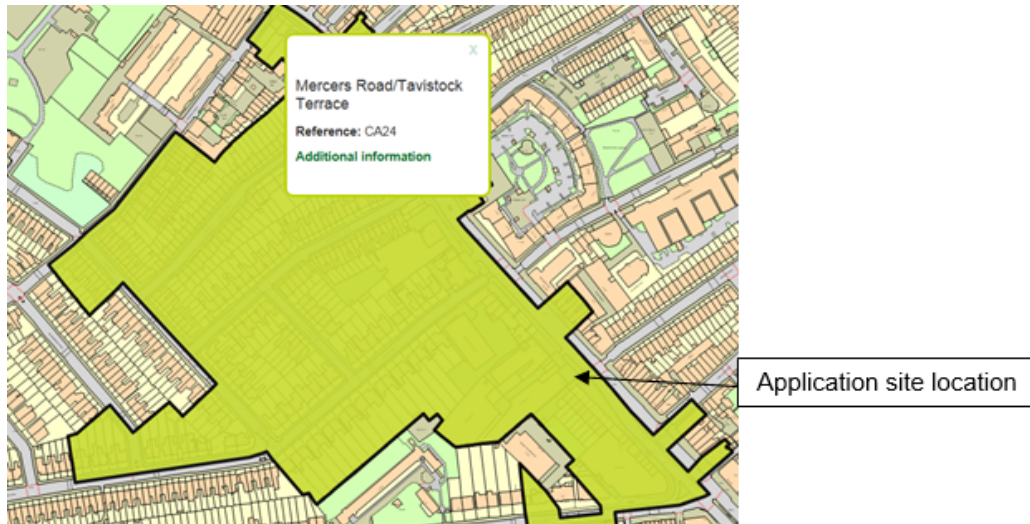 x
Mercers Road/Tavistock
Terrace
Reference: CA24
Additional information
Application site location